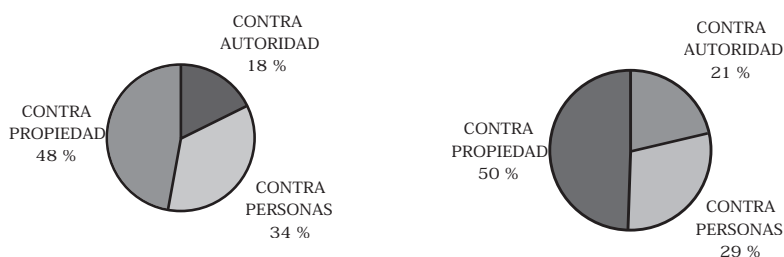 CONTRA
AUTORIDAD
18 %
CONTRA
PROPIEDAD
48 %
CONTRA
PERSONAS
34 %
CONTRA
AUTORIDAD
21 %
CONTRA
PROPIEDAD
50 %
CONTRA
PERSONAS
29 %